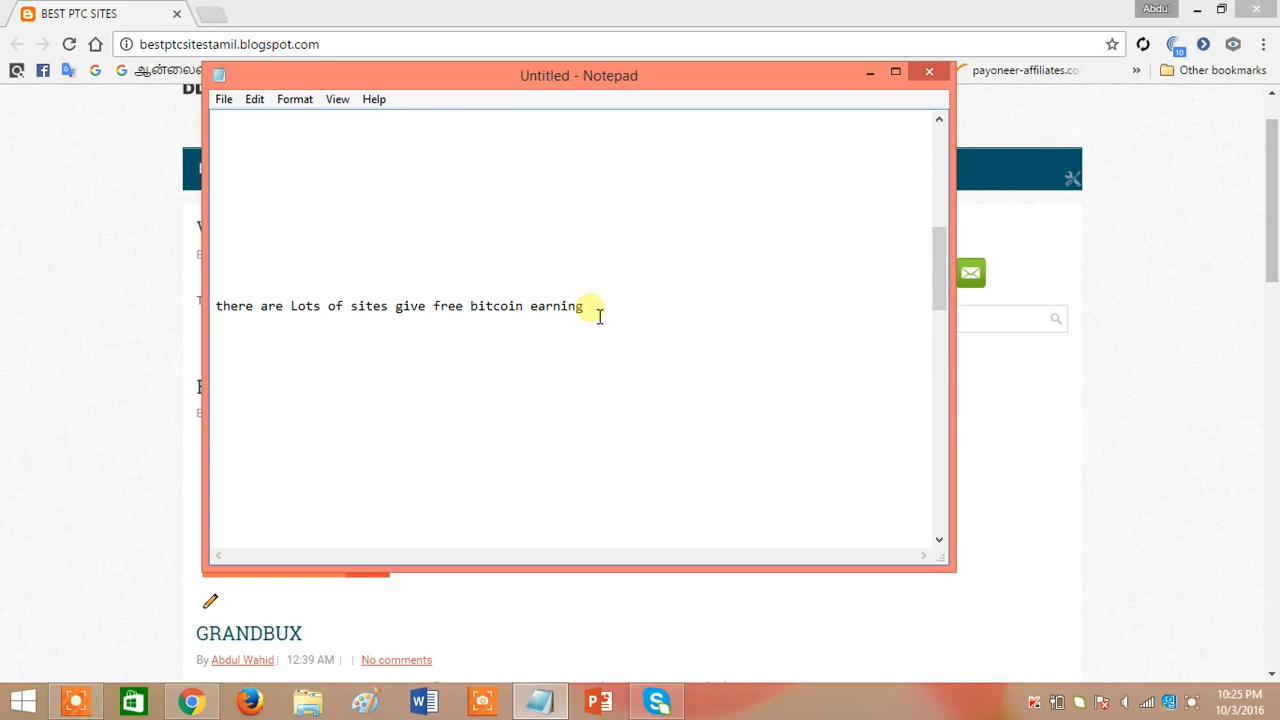 BEST PTC SITES
Abdul
bestptcsitestamil.blogspot.com
10
payoneer-affiliates.co
»
Other bookmarks
Untitled - Notepad
File Edit Format View Help
there are Lots of sites give free bitcoin earning
GRANDBUX
By Abdul Wahid 12:39 AM No comments
10:25 PM
10/3/2016